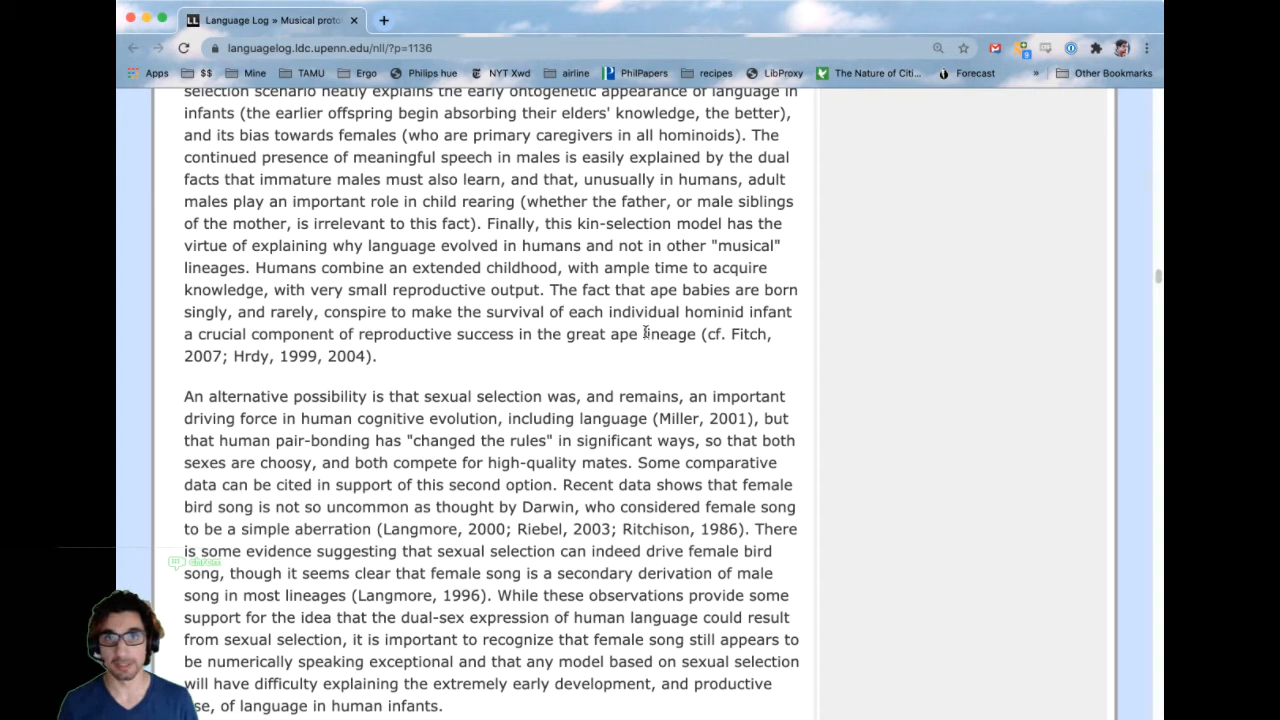 Language Log » Musical proto
languagelog.ldc.upenn.edu/nll/?p=1136
Apps $$ Mine TAMU Ergo Philips hue NYT Xwd airline PhilPapers recipes LibProxy The Nature of Citi... Forecast » Other Bookmarks
selection scenario neatly explains the early ontogenetic appearance of language in
infants (the earlier offspring begin absorbing their elders' knowledge, the better),
and its bias towards females (who are primary caregivers in all hominoids). The
continued presence of meaningful speech in males is easily explained by the dual
facts that immature males must also learn, and that, unusually in humans, adult
males play an important role in child rearing (whether the father, or male siblings
of the mother, is irrelevant to this fact). Finally, this kin-selection model has the
virtue of explaining why language evolved in humans and not in other "musical"
lineages. Humans combine an extended childhood, with ample time to acquire
knowledge, with very small reproductive output. The fact that ape babies are born
singly, and rarely, conspire to make the survival of each individual hominid infant
a crucial component of reproductive success in the great ape lineage (cf. Fitch,
2007; Hrdy, 1999, 2004).
An alternative possibility is that sexual selection was, and remains, an important
driving force in human cognitive evolution, including language (Miller, 2001), but
that human pair-bonding has "changed the rules" in significant ways, so that both
sexes are choosy, and both compete for high-quality mates. Some comparative
data can be cited in support of this second option. Recent data shows that female
bird song is not so uncommon as thought by Darwin, who considered female song
to be a simple aberration (Langmore, 2000; Riebel, 2003; Ritchison, 1986). There
is some evidence suggesting that sexual selection can indeed drive female bird
song, though it seems clear that female song is a secondary derivation of male
song in most lineages (Langmore, 1996). While these observations provide some
support for the idea that the dual-sex expression of human language could result
from sexual selection, it is important to recognize that female song still appears to
be numerically speaking exceptional and that any model based on sexual selection
will have difficulty explaining the extremely early development, and productive
use, of language in human infants.